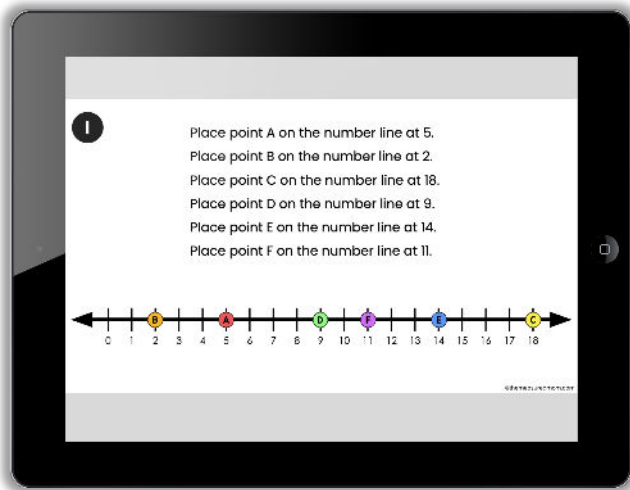 1
Place point A on the number line at 5.
Place point B on the number line at 2.
Place point C on the number line at 18.
Place point D on the number line at 9.
Place point E on the number line at 14.
Place point F on the number line at 11.
B A D F E C
0 1 2 3 4 5 6 7 8 9 10 11 12 13 14 15 16 17 18
©themeasuredmom.com